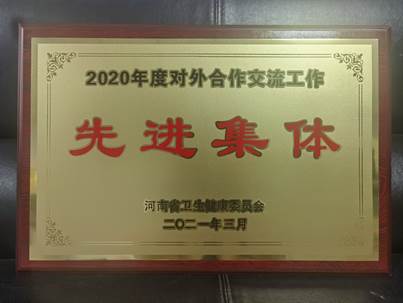 2020年度对外合作交流工作
先进集体
河南省卫生健康委员会
二〇二一年三月